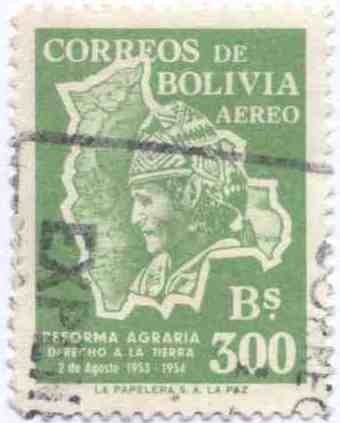 CORREOS DE
BOLIVIA
AEREO
Bs.
300
REFORMA AGRARIA
DERECHO A LA TIERRA
2 de Agosto 1953 - 1954
LA PAPELERA, S. A. LA PAZ